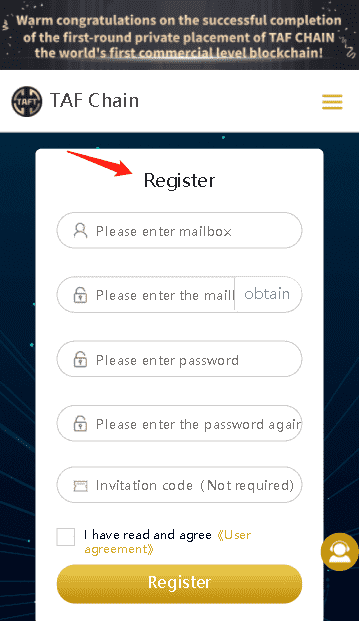 Warm congratulations on the successful completion
of the first-round private placement of TAF CHAIN
the world's first commercial level blockchain!
TAFT
TAF Chain
Register
Please enter mailbox
Please enter the maill
obtain
Please enter password
Please enter the password again
Invitation code（Not required）
I have read and agree《User
agreement》
Register